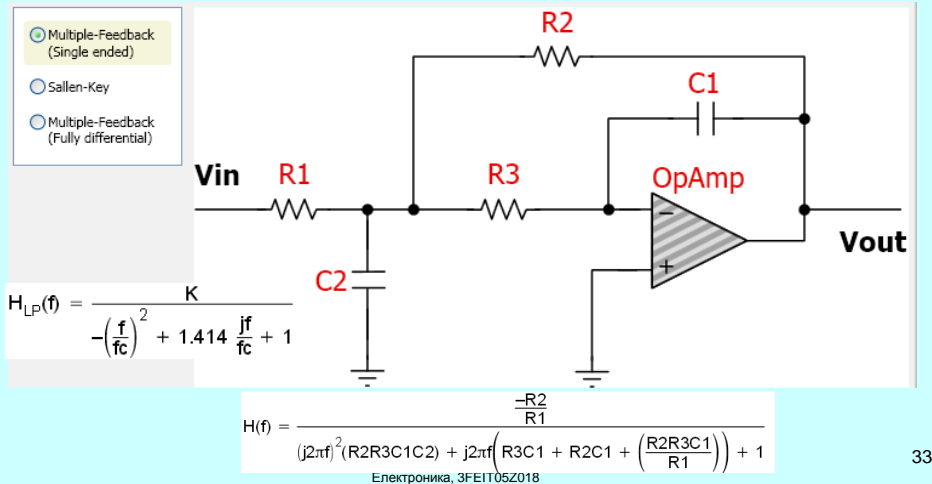 Multiple-Feedback
(Single ended)
Sallen-Key
Multiple-Feedback
(Fully differential)
R2
C1
Vin R1 R3 OpAmp
−
+
Vout
C2
H_LP(f) = K / (−(f/fc)^2 + 1.414 jf/fc + 1)
H(f) = (−R2/R1) / ((j2πf)^2(R2R3C1C2) + j2πf(R3C1 + R2C1 + (R2R3C1/R1)) + 1)
33
Електроника, 3FEIT05Z018